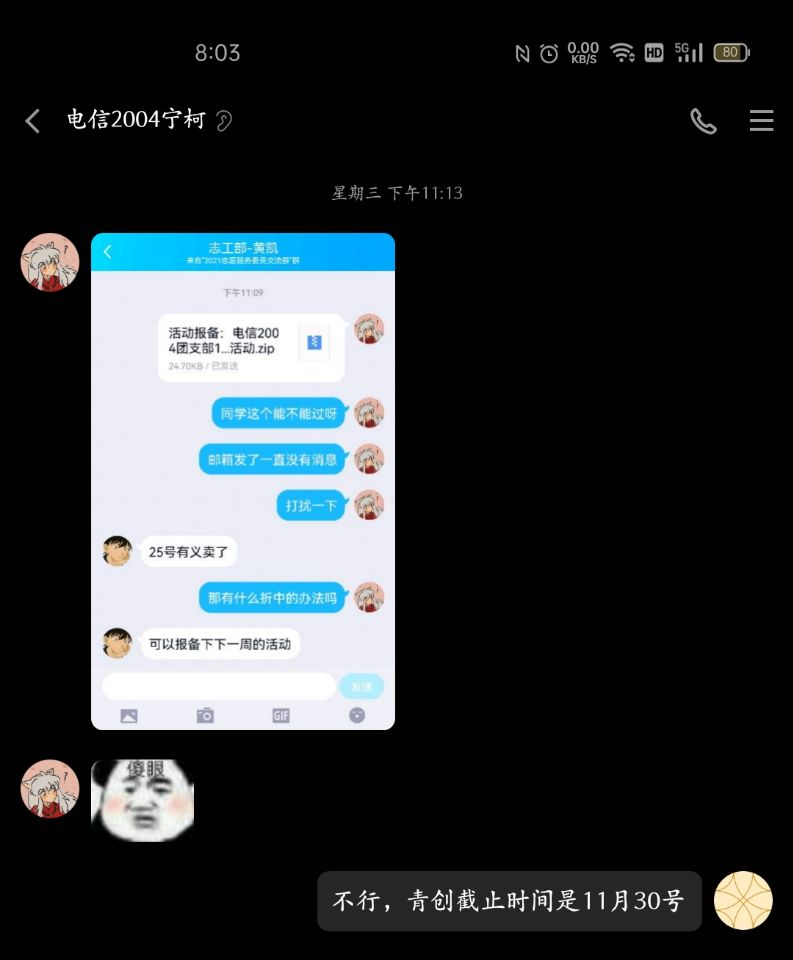 8:03
0.00
KB/S
HD
5G
80
电信2004宁柯
星期三 下午11:13
志工部-黄凯
来自"2021志愿服务委员交流群"群
下午11:09
活动报备：电信200
4团支部1...活动.zip
24.70KB / 已发送
同学这个能不能过呀
邮箱发了一直没有消息
打扰一下
25号有义卖了
那有什么折中的办法吗
可以报备下下一周的活动
发送
GIF
傻眼
不行，青创截止时间是11月30号